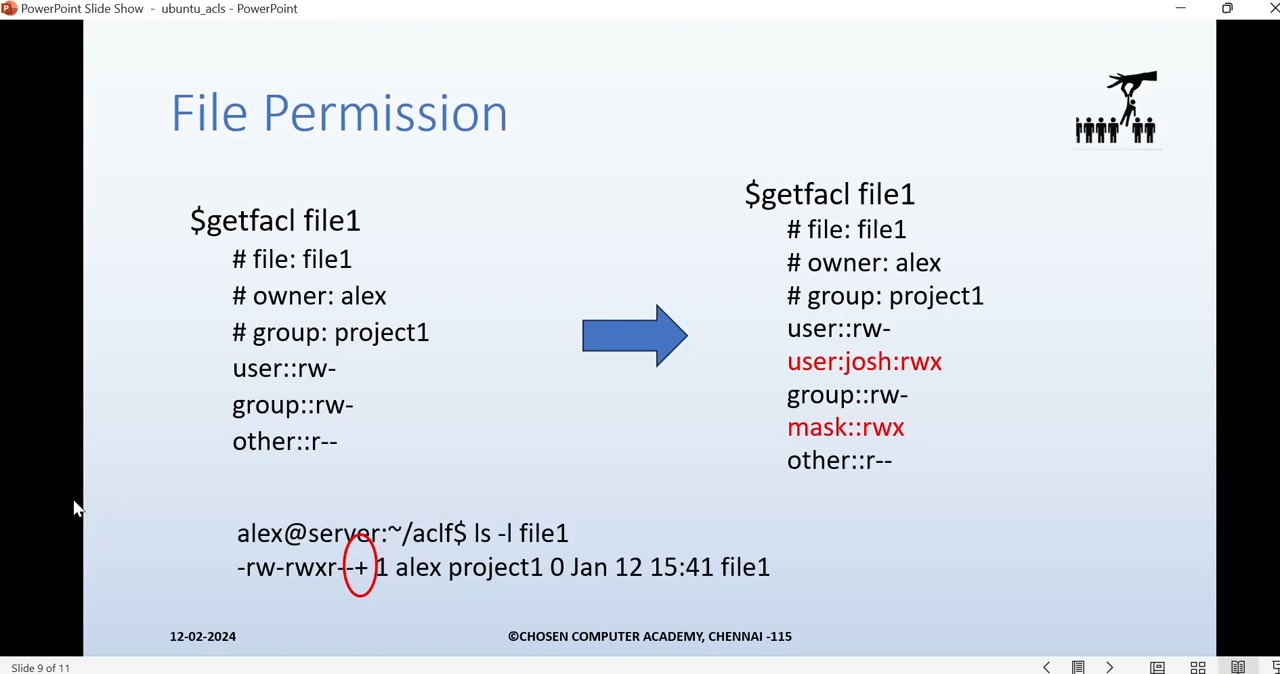 PowerPoint Slide Show - ubuntu_acls - PowerPoint
File Permission
$getfacl file1
# file: file1
# owner: alex
# group: project1
user::rw-
group::rw-
other::r--
$getfacl file1
# file: file1
# owner: alex
# group: project1
user::rw-
user:josh:rwx
group::rw-
mask::rwx
other::r--
alex@server:~/aclf$ ls -l file1
-rw-rwxr--+ 1 alex project1 0 Jan 12 15:41 file1
12-02-2024
©CHOSEN COMPUTER ACADEMY, CHENNAI -115
Slide 9 of 11